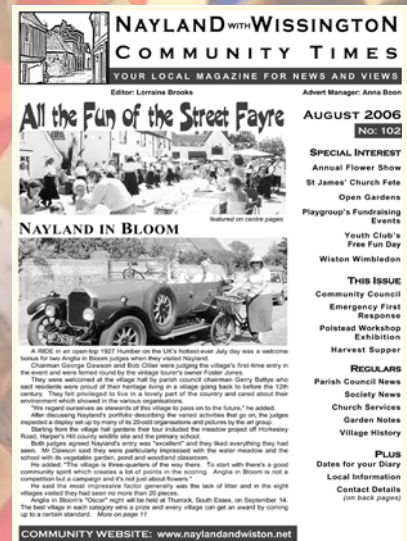 NAYLAND WITH WISSINGTON
COMMUNITY TIMES
YOUR LOCAL MAGAZINE FOR NEWS AND VIEWS
Editor: Lorraine Brooks
Advert Manager: Anna Boon
All the Fun of the Street Fayre
featured on centre pages
NAYLAND IN BLOOM
A RIDE in an open-top 1927 Humber on the UK's hottest-ever July day was a welcome
bonus for two Anglia in Bloom judges when they visited Nayland.
Chairman George Dawson and Bob Ollier were judging the village's first-time entry in
the event and were ferried round by the vintage tourer's owner Foster Jones.
They were welcomed at the village hall by parish council chairman Gerry Battye who
said residents were proud of their heritage living in a village going back to before the 12th
century. They felt privileged to live in a lovely part of the country and cared about their
environment which showed in the various organisations.
"We regard ourselves as stewards of this village to pass on to the future," he added.
After discussing Nayland's portfolio describing the varied activities that go on, the judges
inspected a display set up by many of its 20-odd organisations and pictures by the art group.
Starting from the village hall gardens their tour included the meadow project off Horkesley
Road, Harper's Hill county wildlife site and the primary school.
Both judges agreed Nayland's entry was "excellent" and they liked everything they had
seen. Mr Dawson said they were particularly impressed with the water meadow and the
school with its vegetable garden, pond and woodland classroom.
He added: "The village is three-quarters of the way there. To start with there's a good
community spirit which creates a lot of points in the scoring. Anglia in Bloom is not a
competition but a campaign and it's not just about flowers."
He said the most impressive factor generally was the lack of litter and in the eight
villages visited they had seen no more than 20 pieces.
Anglia in Bloom's "Oscar" night will be held at Thurrock, South Essex, on September 14.
The best village in each category wins a prize and every village can get an award by coming
up to a certain standard. More on page 11
COMMUNITY WEBSITE: www.naylandandwiston.net
AUGUST 2006
No: 102
SPECIAL INTEREST
Annual Flower Show
St James' Church Fete
Open Gardens
Playgroup's Fundraising
Events
Youth Club's
Free Fun Day
Wiston Wimbledon
THIS ISSUE
Community Council
Emergency First
Response
Polstead Workshop
Exhibition
Harvest Supper
REGULARS
Parish Council News
Society News
Church Services
Garden Notes
Village History
PLUS
Dates for your Diary
Local Information
Contact Details
(on back pages)